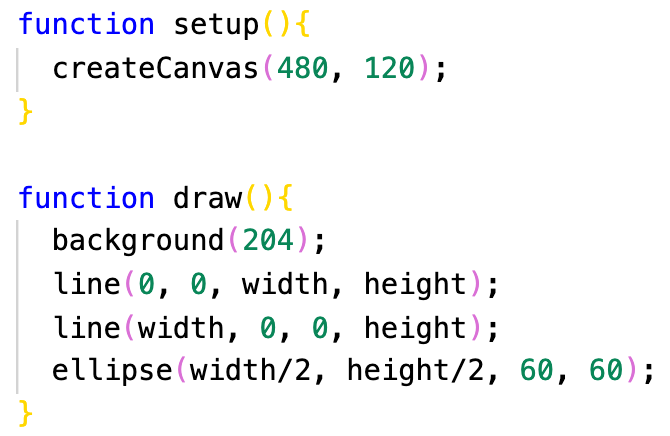 function setup(){
  createCanvas(480, 120);
}

function draw(){
  background(204);
  line(0, 0, width, height);
  line(width, 0, 0, height);
  ellipse(width/2, height/2, 60, 60);
}